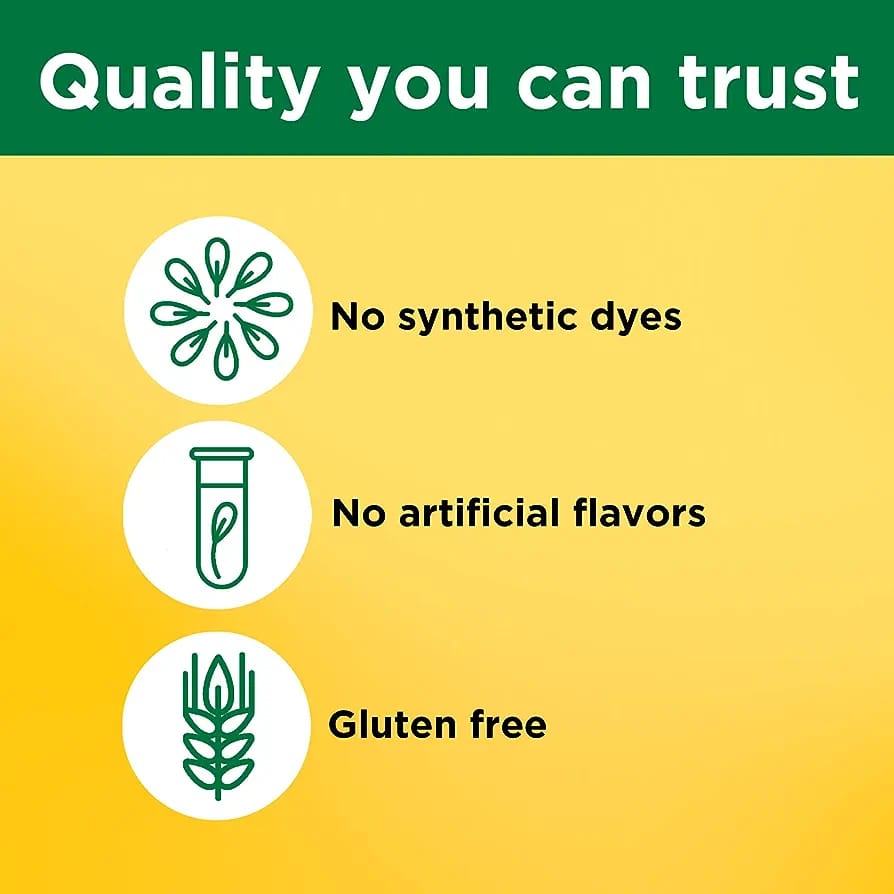 Quality you can trust
No synthetic dyes
No artificial flavors
Gluten free